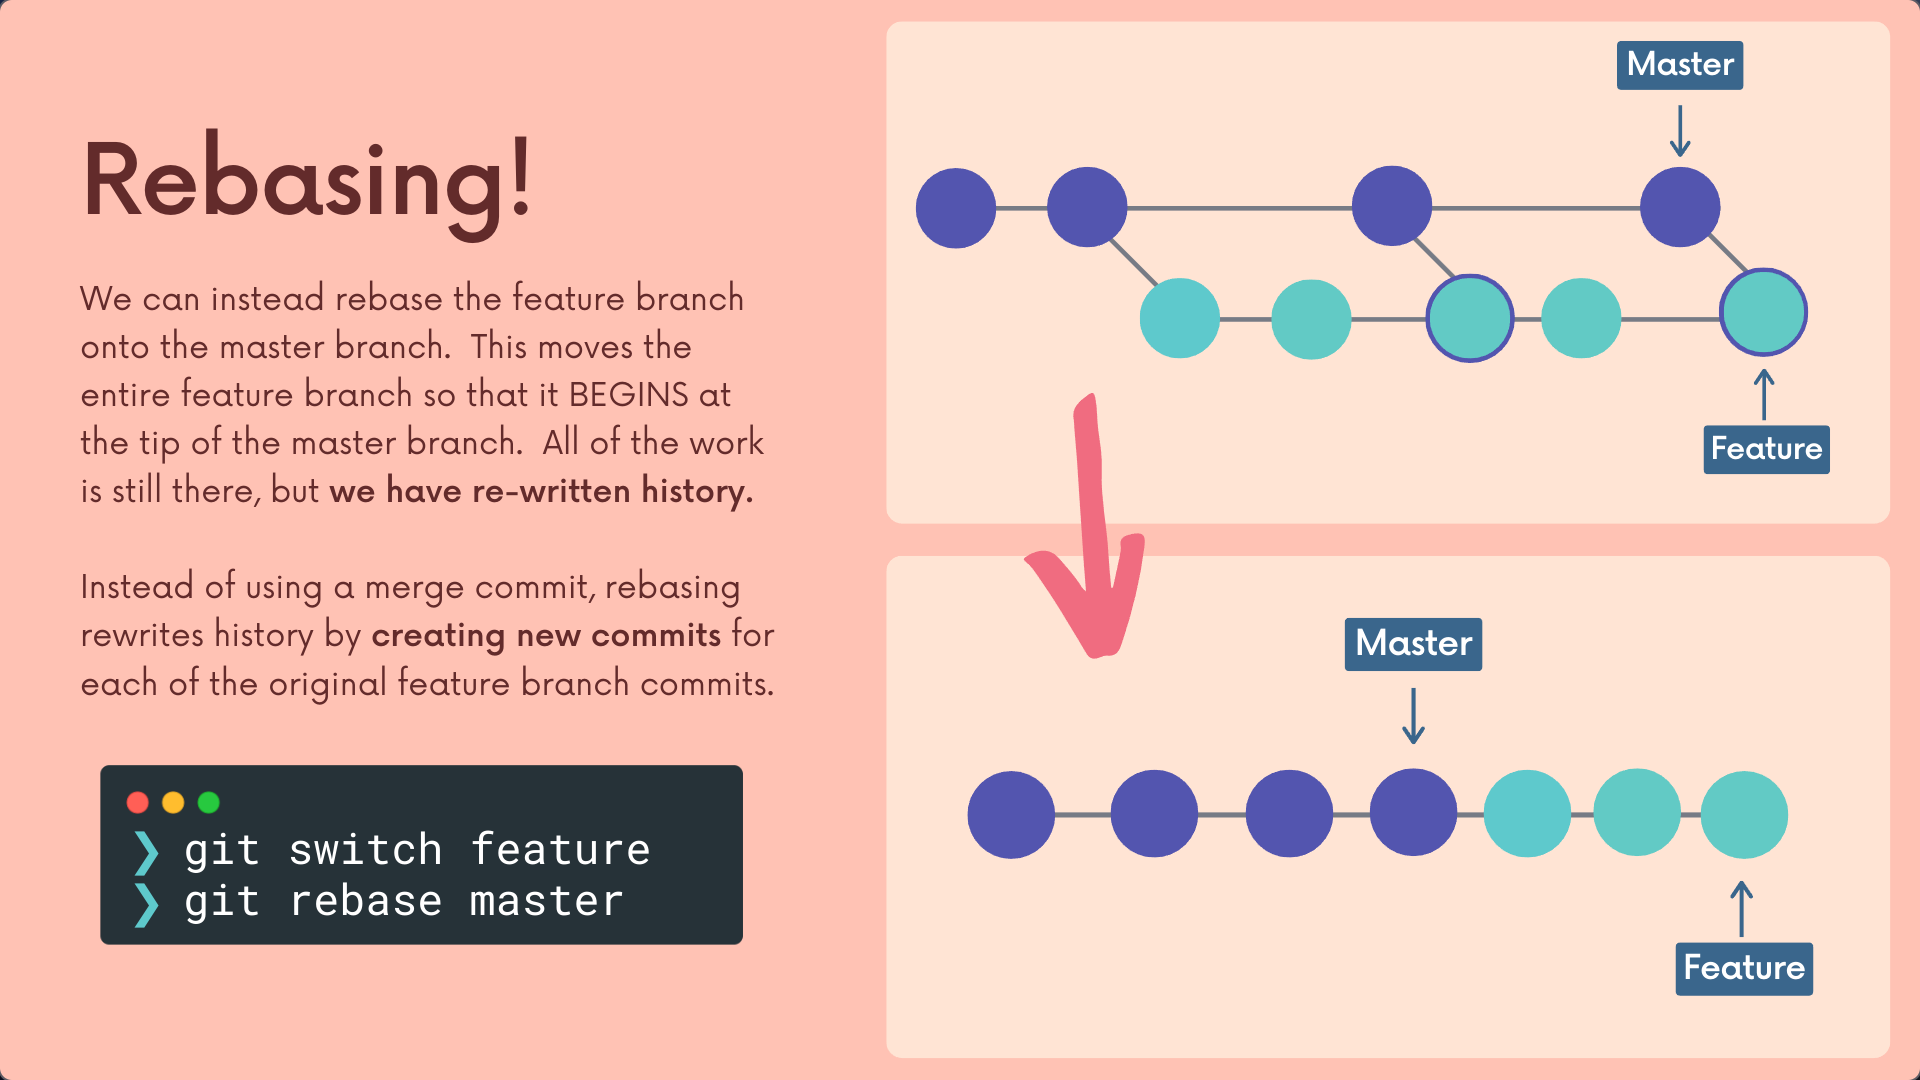 Rebasing!
We can instead rebase the feature branch
onto the master branch.  This moves the
entire feature branch so that it BEGINS at
the tip of the master branch.  All of the work
is still there, but we have re-written history.
Instead of using a merge commit, rebasing
rewrites history by creating new commits for
each of the original feature branch commits.
❯ git switch feature
❯ git rebase master
Master
Feature
Master
Feature